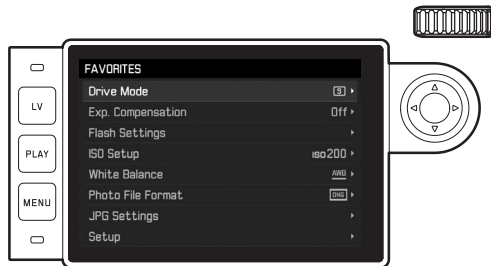 FAVORITES
Drive Mode S
Exp. Compensation Off
Flash Settings
ISO Setup ISO200
White Balance AWB
Photo File Format DNG
JPG Settings
Setup
LV
PLAY
MENU